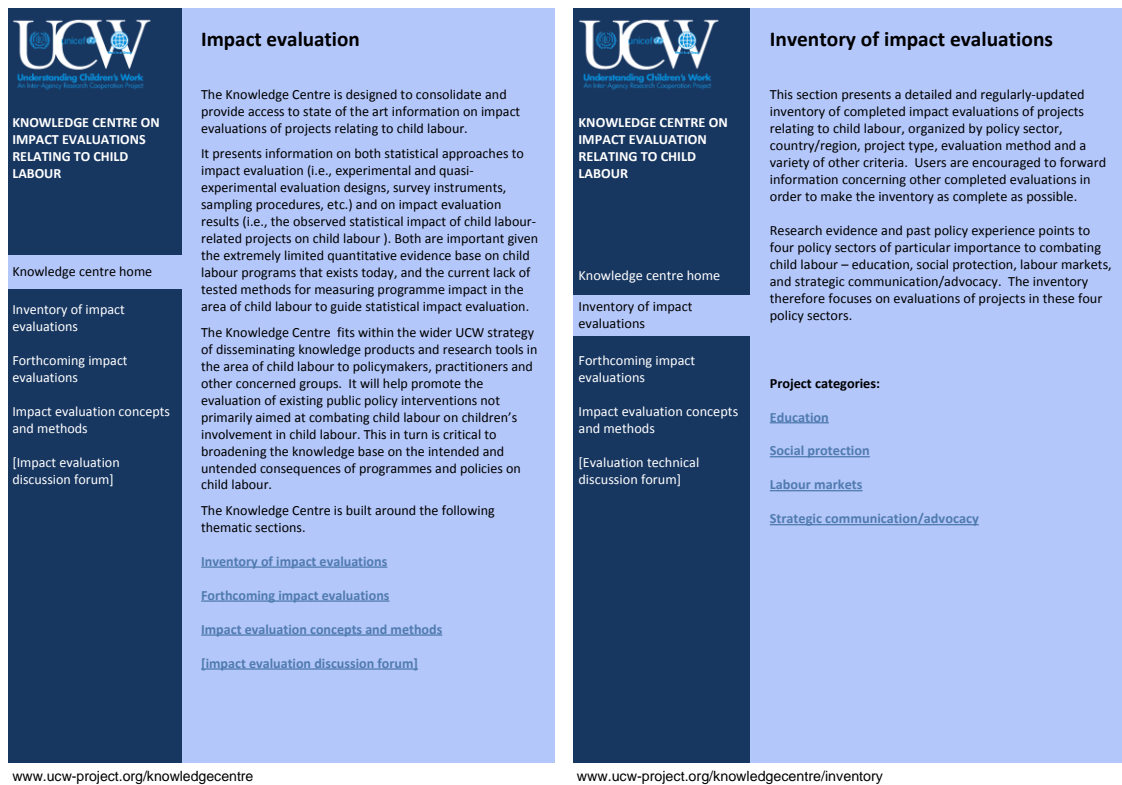 UCW
unicef
Understanding Children's Work
An Inter-Agency Research Cooperation Project
KNOWLEDGE CENTRE ON
IMPACT EVALUATIONS
RELATING TO CHILD
LABOUR
Knowledge centre home
Inventory of impact
evaluations
Forthcoming impact
evaluations
Impact evaluation concepts
and methods
[Impact evaluation
discussion forum]
Impact evaluation
The Knowledge Centre is designed to consolidate and
provide access to state of the art information on impact
evaluations of projects relating to child labour.
It presents information on both statistical approaches to
impact evaluation (i.e., experimental and quasi-
experimental evaluation designs, survey instruments,
sampling procedures, etc.) and on impact evaluation
results (i.e., the observed statistical impact of child labour-
related projects on child labour ). Both are important given
the extremely limited quantitative evidence base on child
labour programs that exists today, and the current lack of
tested methods for measuring programme impact in the
area of child labour to guide statistical impact evaluation.
The Knowledge Centre  fits within the wider UCW strategy
of disseminating knowledge products and research tools in
the area of child labour to policymakers, practitioners and
other concerned groups.  It will help promote the
evaluation of existing public policy interventions not
primarily aimed at combating child labour on children's
involvement in child labour. This in turn is critical to
broadening the knowledge base on the intended and
untended consequences of programmes and policies on
child labour.
The Knowledge Centre is built around the following
thematic sections.
Inventory of impact evaluations
Forthcoming impact evaluations
Impact evaluation concepts and methods
[impact evaluation discussion forum]
www.ucw-project.org/knowledgecentre
UCW
unicef
Understanding Children's Work
An Inter-Agency Research Cooperation Project
KNOWLEDGE CENTRE ON
IMPACT EVALUATION
RELATING TO CHILD
LABOUR
Knowledge centre home
Inventory of impact
evaluations
Forthcoming impact
evaluations
Impact evaluation concepts
and methods
[Evaluation technical
discussion forum]
Inventory of impact evaluations
This section presents a detailed and regularly-updated
inventory of completed impact evaluations of projects
relating to child labour, organized by policy sector,
country/region, project type, evaluation method and a
variety of other criteria.  Users are encouraged to forward
information concerning other completed evaluations in
order to make the inventory as complete as possible.
Research evidence and past policy experience points to
four policy sectors of particular importance to combating
child labour – education, social protection, labour markets,
and strategic communication/advocacy.  The inventory
therefore focuses on evaluations of projects in these four
policy sectors.
Project categories:
Education
Social protection
Labour markets
Strategic communication/advocacy
www.ucw-project.org/knowledgecentre/inventory